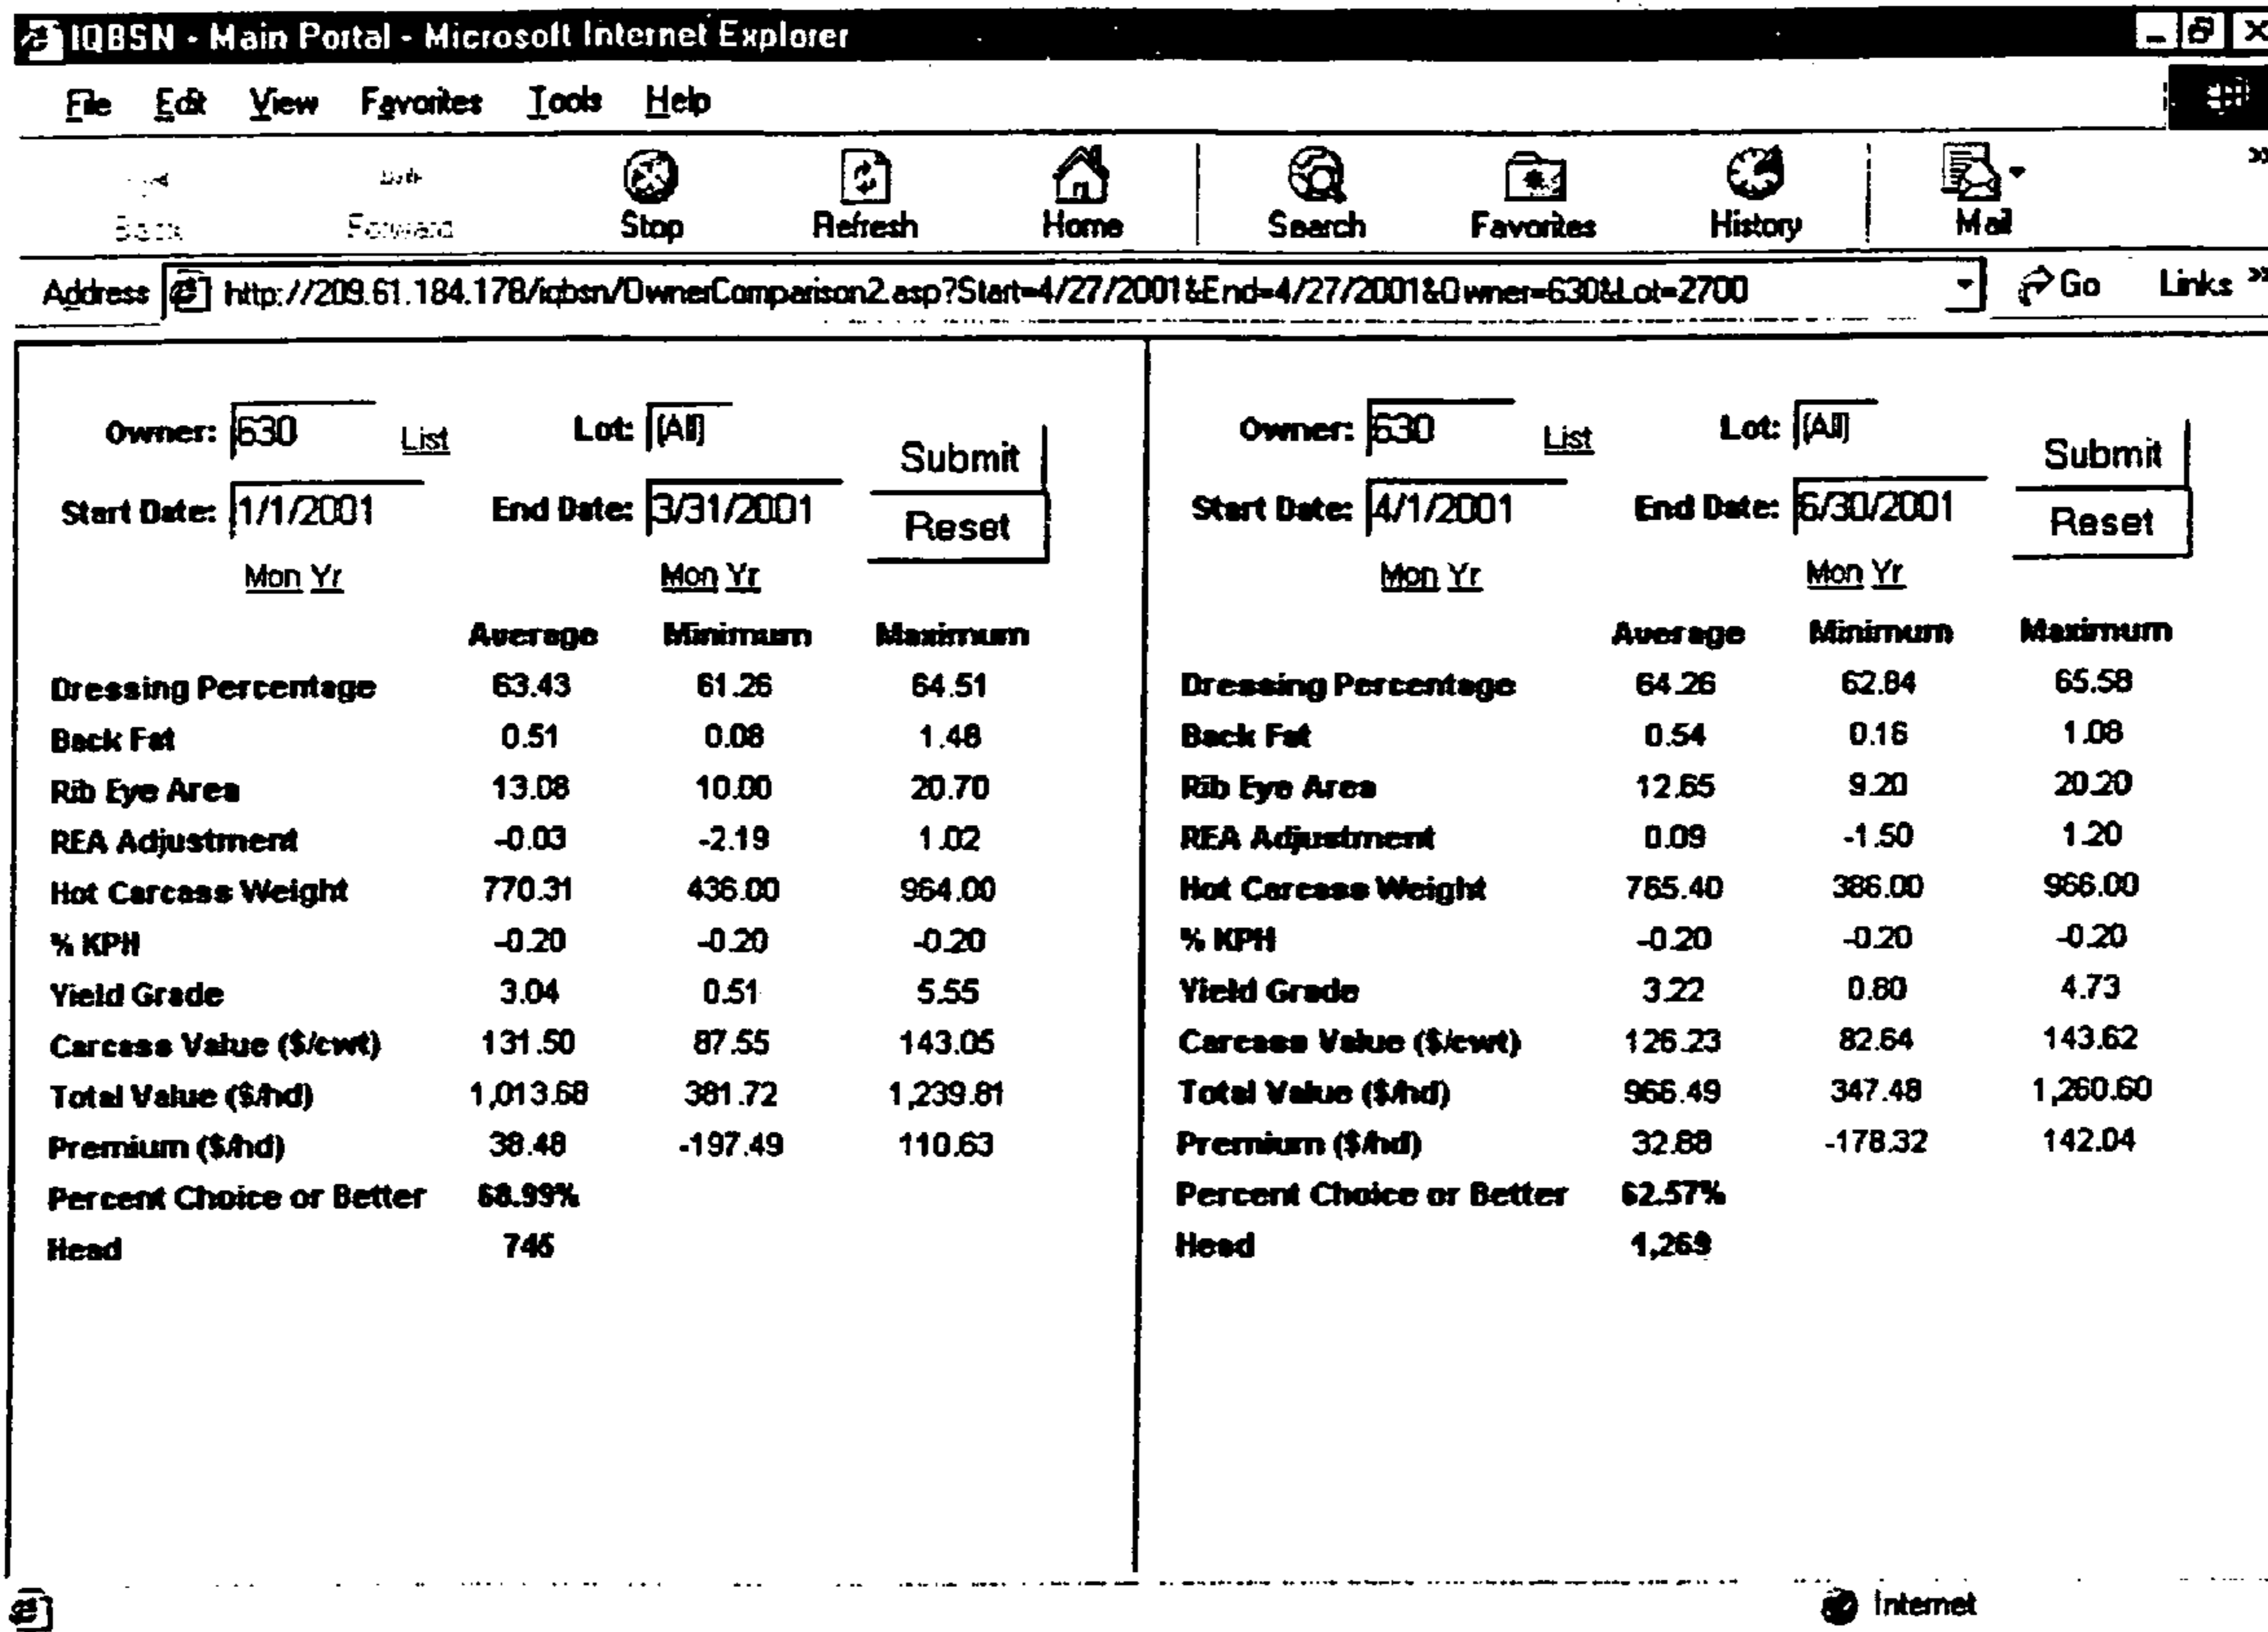 IQBSN - Main Portal - Microsoft Internet Explorer
File Edit View Favorites Tools Help
Back Forward Stop Refresh Home Search Favorites History Mail »
Address http://209.61.184.178/iqbsn/OwnerComparison2.asp?Start=4/27/2001&End=4/27/2001&Owner=630&Lot=2700 Go Links »
Owner: 630 List Lot: (All) Submit
Start Date: 1/1/2001 End Date: 3/31/2001 Reset
Mon Yr Mon Yr
Average Minimum Maximum
Dressing Percentage 63.43 61.26 64.51
Back Fat 0.51 0.08 1.48
Rib Eye Area 13.08 10.00 20.70
REA Adjustment -0.03 -2.19 1.02
Hot Carcass Weight 770.31 436.00 964.00
% KPH -0.20 -0.20 -0.20
Yield Grade 3.04 0.51 5.55
Carcass Value ($/cwt) 131.50 87.55 143.05
Total Value ($/hd) 1,013.68 381.72 1,239.81
Premium ($/hd) 38.48 -197.49 110.63
Percent Choice or Better 68.99%
Head 745
Owner: 630 List Lot: (All) Submit
Start Date: 4/1/2001 End Date: 6/30/2001 Reset
Mon Yr Mon Yr
Average Minimum Maximum
Dressing Percentage 64.26 62.84 65.58
Back Fat 0.54 0.16 1.08
Rib Eye Area 12.65 9.20 20.20
REA Adjustment 0.09 -1.50 1.20
Hot Carcass Weight 765.40 386.00 966.00
% KPH -0.20 -0.20 -0.20
Yield Grade 3.22 0.80 4.73
Carcass Value ($/cwt) 126.23 82.64 143.62
Total Value ($/hd) 966.49 347.48 1,260.60
Premium ($/hd) 32.88 -178.32 142.04
Percent Choice or Better 62.57%
Head 1,269
Internet